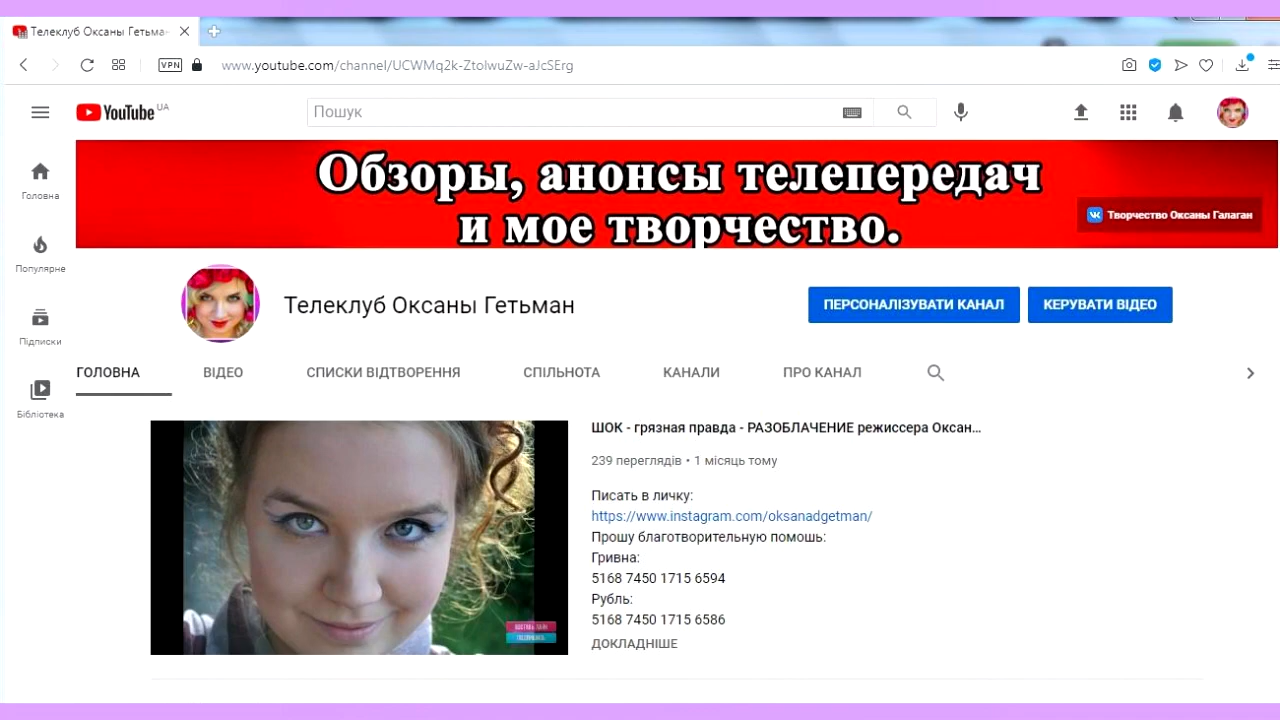 Телеклуб Оксаны Гетьма
VPN
www.youtube.com/channel/UCWMq2k-ZtoIwuZw-aJcSErg
YouTube UA
Пошук
Обзоры, анонсы телепередач
и мое творчество.
Творчество Оксаны Галаган
Головна
Популярне
Підписки
Бібліотека
Телеклуб Оксаны Гетьман
ПЕРСОНАЛІЗУВАТИ КАНАЛ
КЕРУВАТИ ВІДЕО
ГОЛОВНА
ВІДЕО
СПИСКИ ВІДТВОРЕННЯ
СПІЛЬНОТА
КАНАЛИ
ПРО КАНАЛ
ШОК - грязная правда - РАЗОБЛАЧЕНИЕ режиссера Оксан...
239 переглядів • 1 місяць тому
Писать в личку:
https://www.instagram.com/oksanadgetman/
Прошу благотворительную помошь:
Гривна:
5168 7450 1715 6594
Рубль:
5168 7450 1715 6586
ДОКЛАДНІШЕ